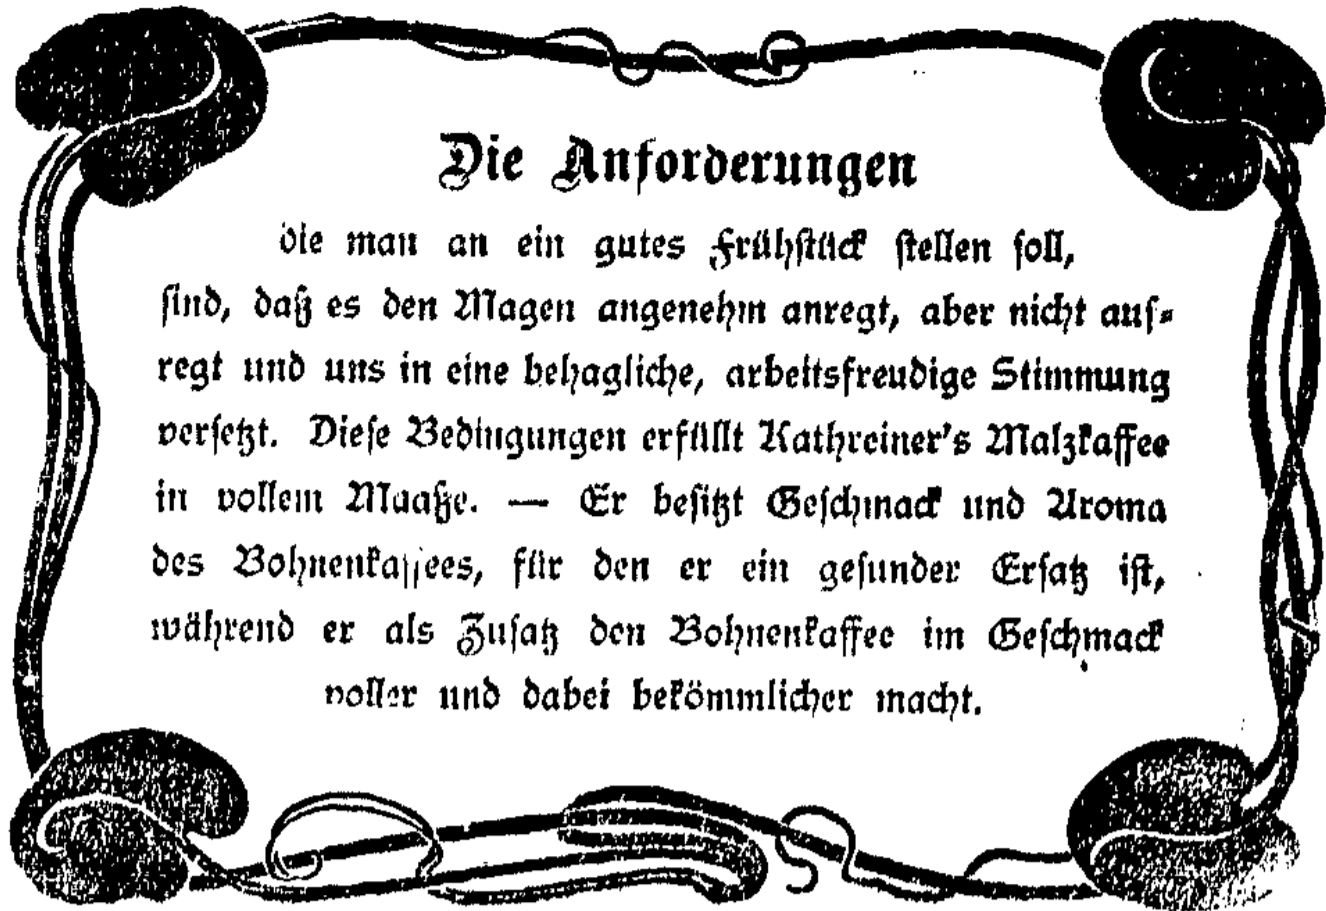 Die Anforderungen
die man an ein gutes Frühstück stellen soll,
sind, daß es den Magen angenehm anregt, aber nicht auf-
regt und uns in eine behagliche, arbeitsfreudige Stimmung
versetzt. Diese Bedingungen erfüllt Kathreiner's Malzkaffee
in vollem Maaße. — Er besitzt Geschmack und Aroma
des Bohnenkaffees, für den er ein gesunder Ersatz ist,
während er als Zusatz den Bohnenkaffee im Geschmack
voller und dabei bekömmlicher macht.